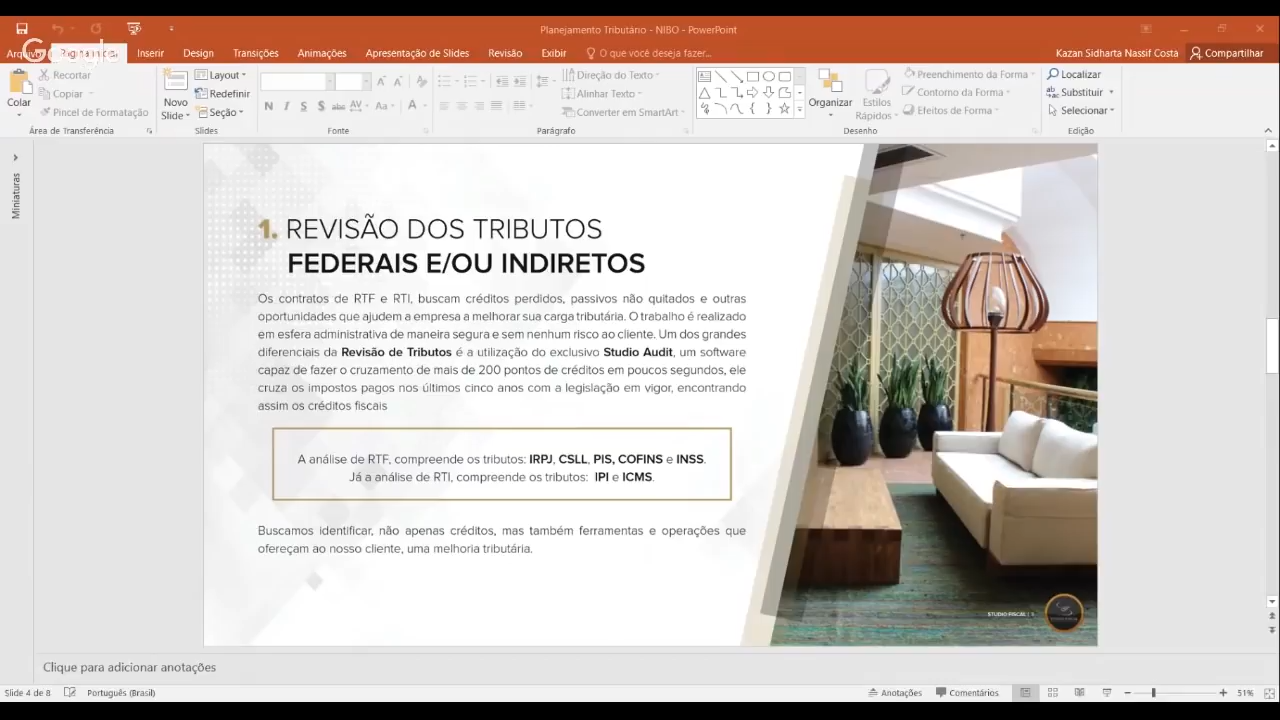 Planejamento Tributário - NIBO - PowerPoint
Google
Inserir
Design
Transições
Animações
Apresentação de Slides
Revisão
Exibir
O que você deseja fazer...
Kazan Sidharta Nassif Costa
Compartilhar
Colar
Recortar
Copiar
Pincel de Formatação
Área de Transferência
Novo
Slide
Layout
Redefinir
Seção
Slides
N I S S abc AV Aa A
Fonte
Direção do Texto
Alinhar Texto
Converter em SmartArt
Parágrafo
Organizar
Estilos
Rápidos
Preenchimento da Forma
Contorno da Forma
Efeitos de Forma
Desenho
Localizar
Substituir
Selecionar
Edição
Miniaturas
1. REVISÃO DOS TRIBUTOS
FEDERAIS E/OU INDIRETOS
Os contratos de RTF e RTI, buscam créditos perdidos, passivos não quitados e outras
oportunidades que ajudem a empresa a melhorar sua carga tributária. O trabalho é realizado
em esfera administrativa de maneira segura e sem nenhum risco ao cliente. Um dos grandes
diferenciais da Revisão de Tributos é a utilização do exclusivo Studio Audit, um software
capaz de fazer o cruzamento de mais de 200 pontos de créditos em poucos segundos, ele
cruza os impostos pagos nos últimos cinco anos com a legislação em vigor, encontrando
assim os créditos fiscais
A análise de RTF, compreende os tributos: IRPJ, CSLL, PIS, COFINS e INSS.
Já a análise de RTI, compreende os tributos: IPI e ICMS.
Buscamos identificar, não apenas créditos, mas também ferramentas e operações que
ofereçam ao nosso cliente, uma melhoria tributária.
STUDIO FISCAL
Clique para adicionar anotações
Slide 4 de 8
Português (Brasil)
Anotações
Comentários
51%